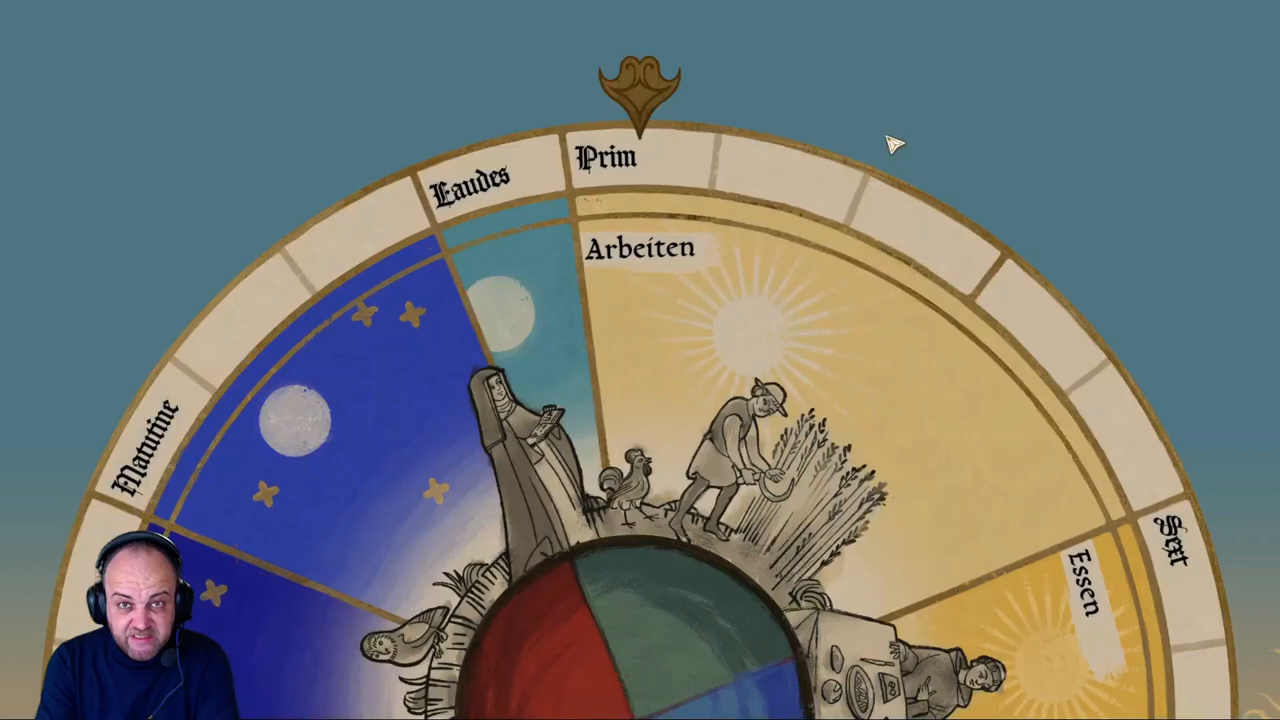 Matutine
Laudes
Prim
Arbeiten
Sext
Essen